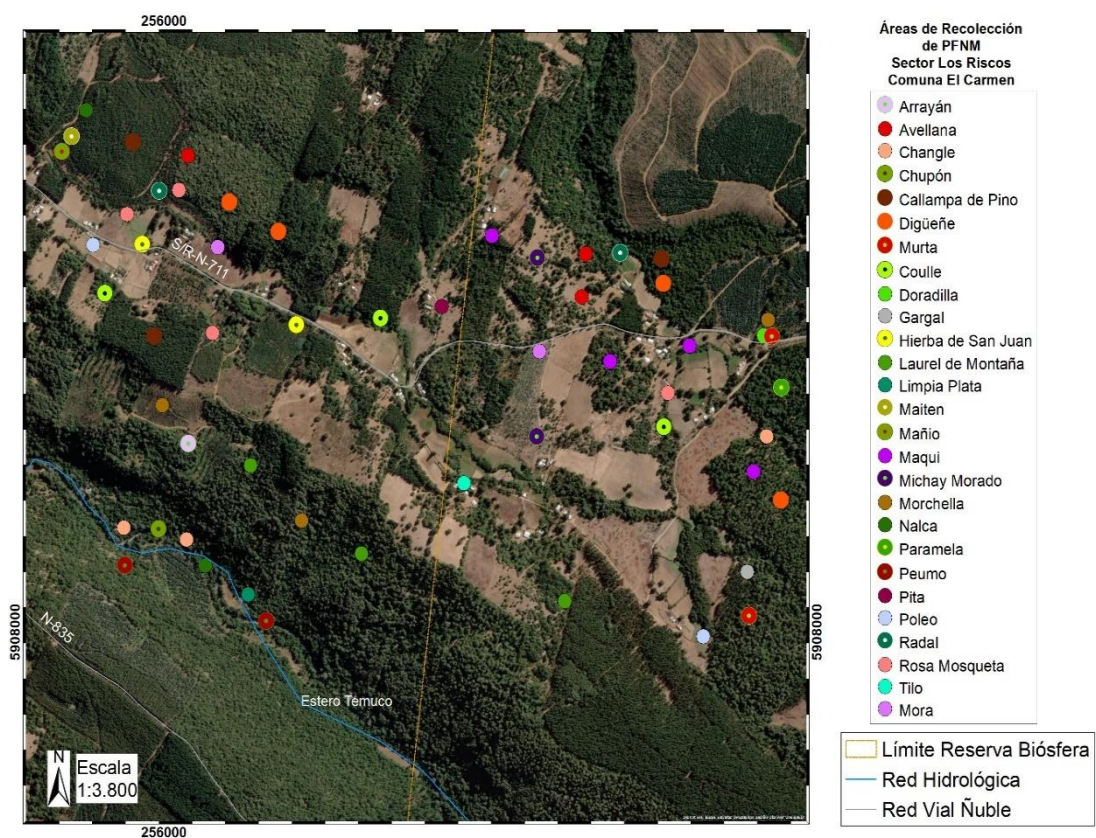 256000
Áreas de Recolección
de PFNM
Sector Los Riscos
Comuna El Carmen
Arrayán
Avellana
Changle
Chupón
Callampa de Pino
Digüeñe
Murta
Coulle
Doradilla
Gargal
Hierba de San Juan
Laurel de Montaña
Limpia Plata
Maiten
Mañio
Maqui
Michay Morado
Morchella
Nalca
Paramela
Peumo
Pita
Poleo
Radal
Rosa Mosqueta
Tilo
Mora
Límite Reserva Biósfera
Red Hidrológica
Red Vial Ñuble
S/R-N-711
5908000
5908000
N-835
Estero Temuco
N
Escala
1:3.800
256000